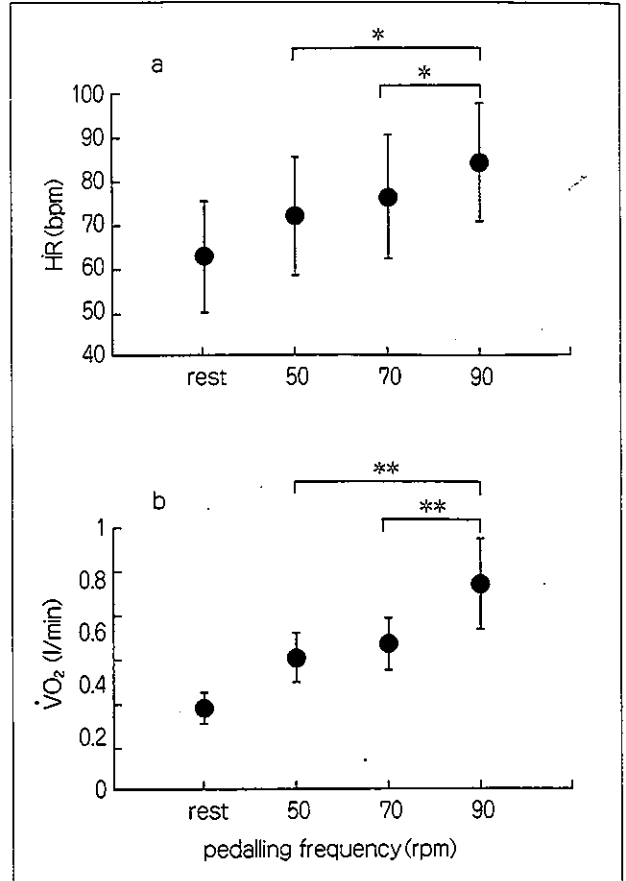 *
a
*
100
90
80
70
60
50
40
HR (bpm)
rest 50 70 90
**
b
**
1
0.8
0.6
0.4
0.2
0
V̇O₂ (l/min)
rest 50 70 90
pedalling frequency (rpm)